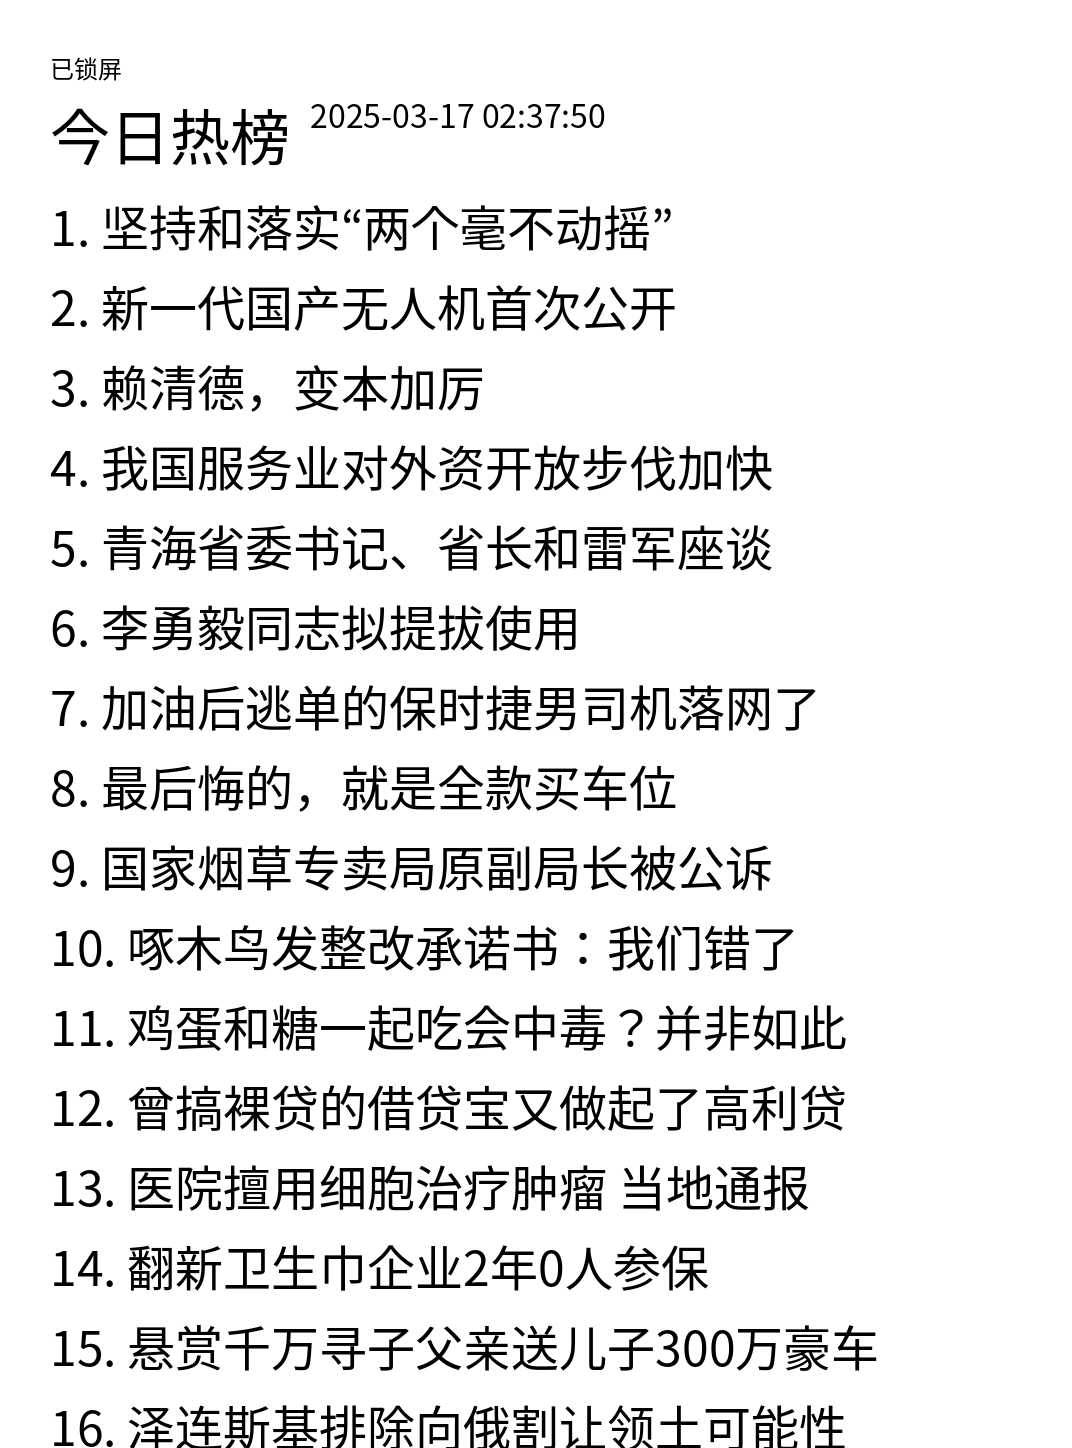 已锁屏
今日热榜 2025-03-17 02:37:50
1. 坚持和落实“两个毫不动摇”
2. 新一代国产无人机首次公开
3. 赖清德，变本加厉
4. 我国服务业对外资开放步伐加快
5. 青海省委书记、省长和雷军座谈
6. 李勇毅同志拟提拔使用
7. 加油后逃单的保时捷男司机落网了
8. 最后悔的，就是全款买车位
9. 国家烟草专卖局原副局长被公诉
10. 啄木鸟发整改承诺书：我们错了
11. 鸡蛋和糖一起吃会中毒？并非如此
12. 曾搞裸贷的借贷宝又做起了高利贷
13. 医院擅用细胞治疗肿瘤 当地通报
14. 翻新卫生巾企业2年0人参保
15. 悬赏千万寻子父亲送儿子300万豪车
16. 泽连斯基排除向俄割让领土可能性